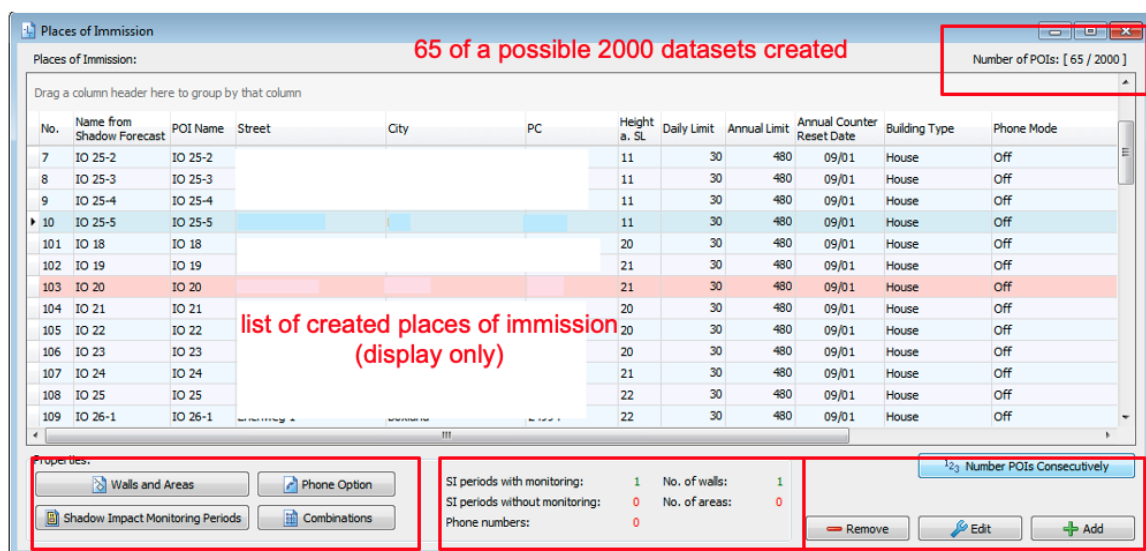 Places of Immission
65 of a possible 2000 datasets created
Places of Immission:
Number of POIs: [ 65 / 2000 ]
Drag a column header here to group by that column
No. Name from Shadow Forecast POI Name Street City PC Height a. SL Daily Limit Annual Limit Annual Counter Reset Date Building Type Phone Mode
7 IO 25-2 IO 25-2 11 30 480 09/01 House Off
8 IO 25-3 IO 25-3 11 30 480 09/01 House Off
9 IO 25-4 IO 25-4 11 30 480 09/01 House Off
10 IO 25-5 IO 25-5 11 30 480 09/01 House Off
101 IO 18 IO 18 20 30 480 09/01 House Off
102 IO 19 IO 19 21 30 480 09/01 House Off
103 IO 20 IO 20 21 30 480 09/01 House Off
104 IO 21 IO 21 20 30 480 09/01 House Off
105 IO 22 IO 22 20 30 480 09/01 House Off
106 IO 23 IO 23 20 30 480 09/01 House Off
107 IO 24 IO 24 21 30 480 09/01 House Off
108 IO 25 IO 25 22 30 480 09/01 House Off
109 IO 26-1 IO 26-1 22 30 480 09/01 House Off
list of created places of immission
(display only)
Properties:
Walls and Areas
Phone Option
Shadow Impact Monitoring Periods
Combinations
SI periods with monitoring: 1 No. of walls: 1
SI periods without monitoring: 0 No. of areas: 0
Phone numbers: 0
123 Number POIs Consecutively
Remove
Edit
Add